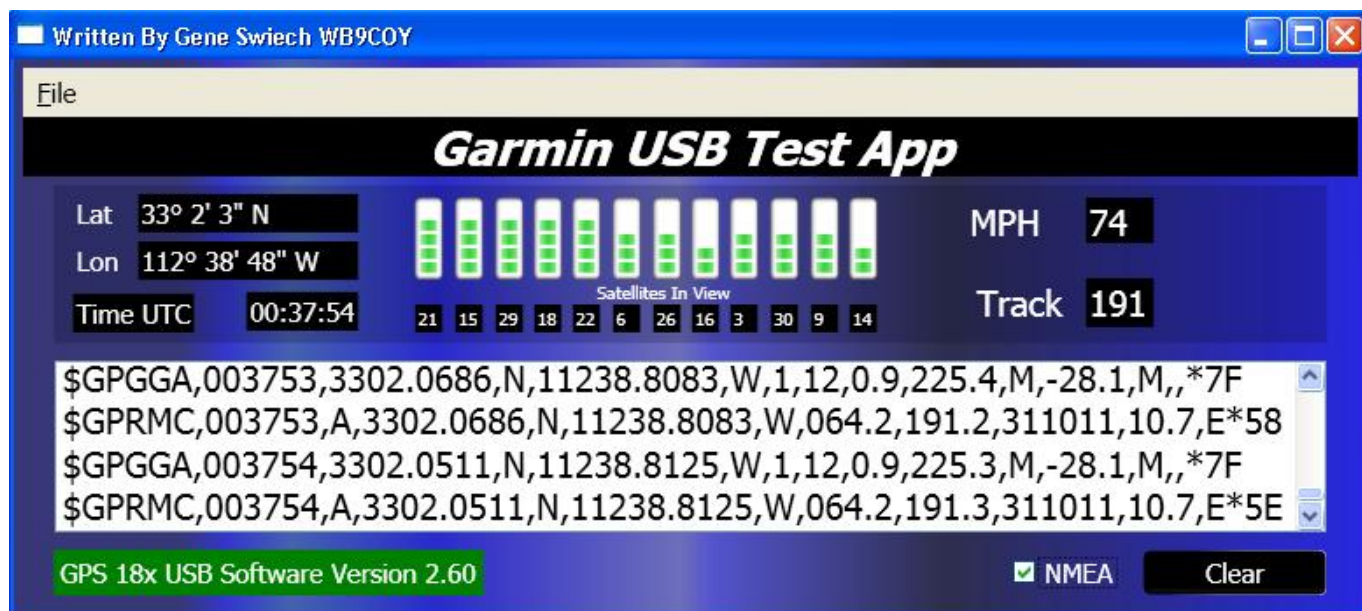 Written By Gene Swiech WB9COY
File
Garmin USB Test App
Lat 33º 2' 3" N
Lon 112º 38' 48" W
Time UTC 00:37:54
Satellites In View
21 15 29 18 22 6 26 16 3 30 9 14
MPH 74
Track 191
$GPGGA,003753,3302.0686,N,11238.8083,W,1,12,0.9,225.4,M,-28.1,M,,*7F
$GPRMC,003753,A,3302.0686,N,11238.8083,W,064.2,191.2,311011,10.7,E*58
$GPGGA,003754,3302.0511,N,11238.8125,W,1,12,0.9,225.3,M,-28.1,M,,*7F
$GPRMC,003754,A,3302.0511,N,11238.8125,W,064.2,191.3,311011,10.7,E*5E
GPS 18x USB Software Version 2.60
NMEA
Clear